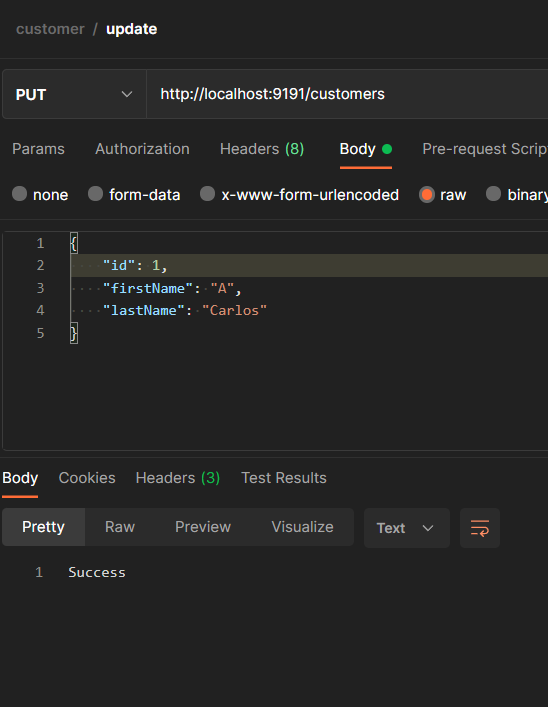 customer / update
PUT http://localhost:9191/customers
Params Authorization Headers (8) Body Pre-request Scrip
none form-data x-www-form-urlencoded raw binary
1 {
2 "id": 1,
3 "firstName": "A",
4 "lastName": "Carlos"
5 }
Body Cookies Headers (3) Test Results
Pretty Raw Preview Visualize Text
1 Success